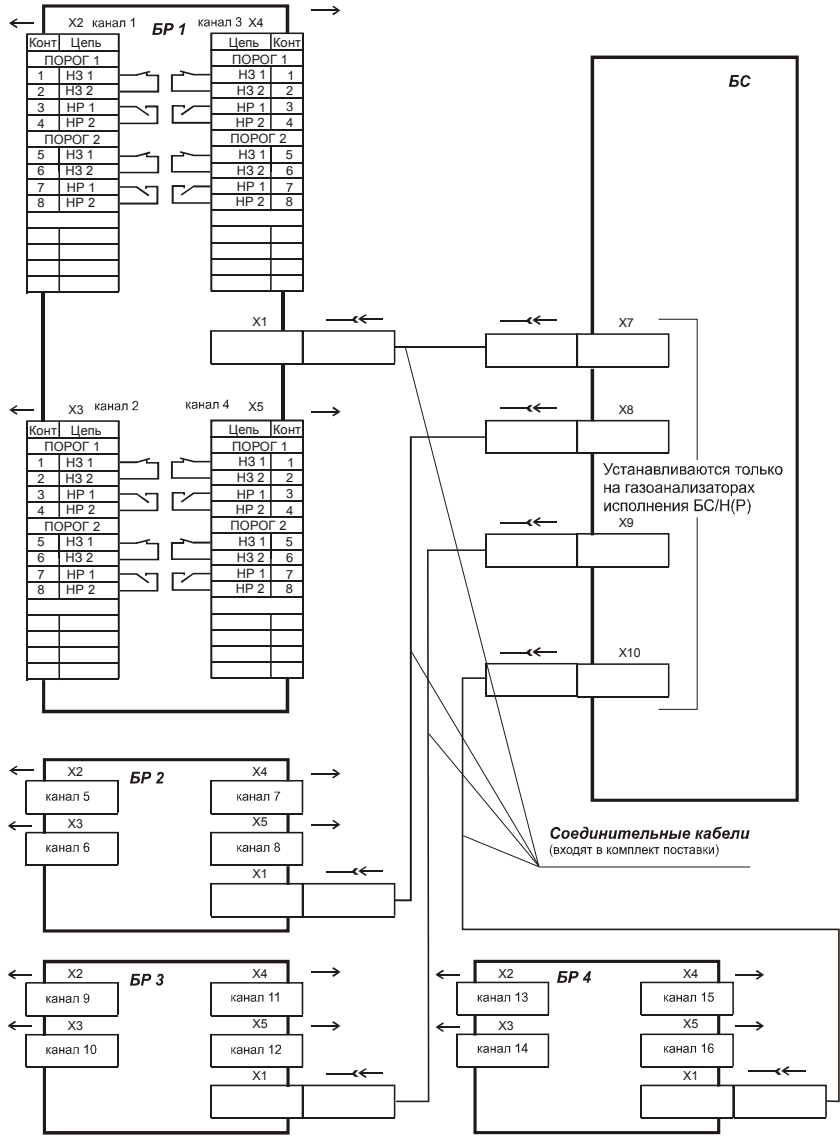 X2 канал 1 БР 1 канал 3 X4
Конт Цепь
ПОРОГ 1
1 НЗ 1
2 НЗ 2
3 НР 1
4 НР 2
ПОРОГ 2
5 НЗ 1
6 НЗ 2
7 НР 1
8 НР 2
Цепь Конт
ПОРОГ 1
НЗ 1 1
НЗ 2 2
НР 1 3
НР 2 4
ПОРОГ 2
НЗ 1 5
НЗ 2 6
НР 1 7
НР 2 8
X1
X3 канал 2 канал 4 X5
Конт Цепь
ПОРОГ 1
1 НЗ 1
2 НЗ 2
3 НР 1
4 НР 2
ПОРОГ 2
5 НЗ 1
6 НЗ 2
7 НР 1
8 НР 2
Цепь Конт
ПОРОГ 1
НЗ 1 1
НЗ 2 2
НР 1 3
НР 2 4
ПОРОГ 2
НЗ 1 5
НЗ 2 6
НР 1 7
НР 2 8
БС
X7
X8
Устанавливаются только
на газоанализаторах
исполнения БС/Н(Р)
X9
X10
Соединительные кабели
(входят в комплект поставки)
БР 2
X2
канал 5
X4
канал 7
X3
канал 6
X5
канал 8
X1
БР 3
X2
канал 9
X4
канал 11
X3
канал 10
X5
канал 12
X1
БР 4
X2
канал 13
X4
канал 15
X3
канал 14
X5
канал 16
X1